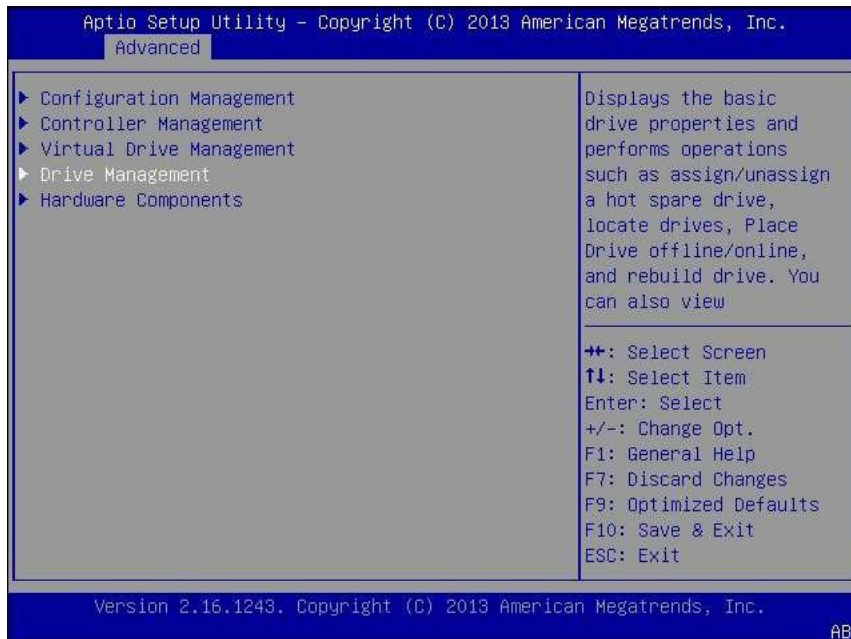 Aptio Setup Utility – Copyright (C) 2013 American Megatrends, Inc.
Advanced
▶ Configuration Management
▶ Controller Management
▶ Virtual Drive Management
▶ Drive Management
▶ Hardware Components
Displays the basic
drive properties and
performs operations
such as assign/unassign
a hot spare drive,
locate drives, Place
Drive offline/online,
and rebuild drive. You
can also view
→←: Select Screen
↑↓: Select Item
Enter: Select
+/-: Change Opt.
F1: General Help
F7: Discard Changes
F9: Optimized Defaults
F10: Save & Exit
ESC: Exit
Version 2.16.1243. Copyright (C) 2013 American Megatrends, Inc.
AB